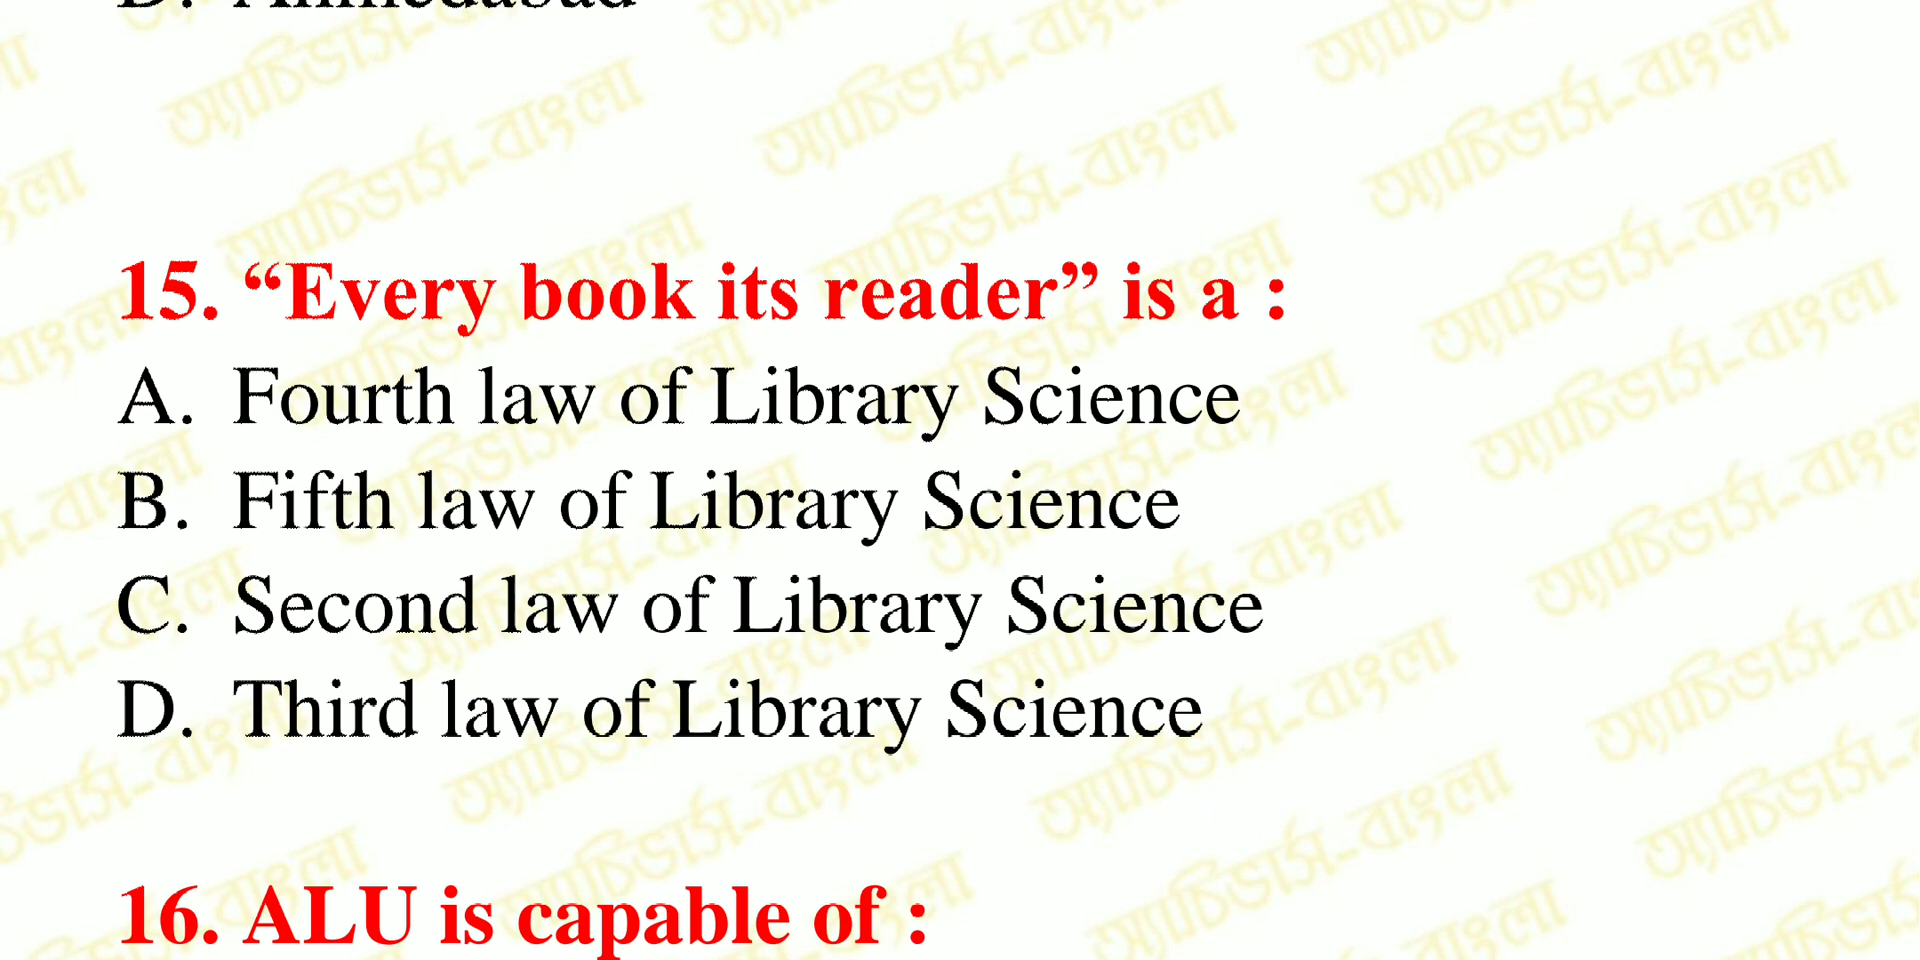 D. Ahmedabad
15. “Every book its reader” is a :
A. Fourth law of Library Science
B. Fifth law of Library Science
C. Second law of Library Science
D. Third law of Library Science
16. ALU is capable of :